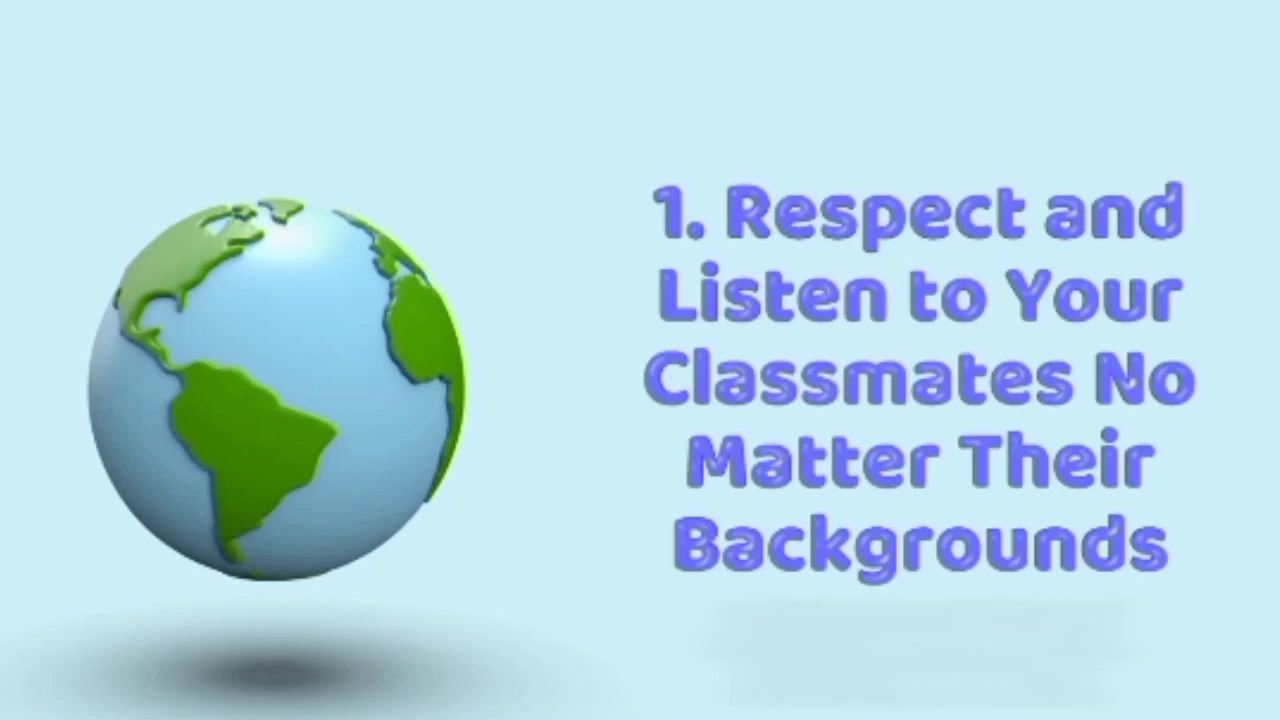 1. Respect and
Listen to Your
Classmates No
Matter Their
Backgrounds